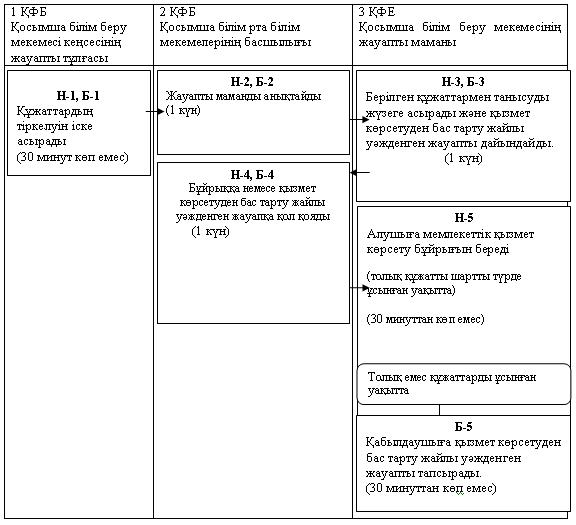 1 ҚФБ
Қосымша білім беру
мекемесі кеңсесінің
жауапты тұлғасы
2 ҚФБ
Қосымша білім рта білім
мекемелерінің басшылығы
3 ҚФЕ
Қосымша білім беру мекемесінің
жауапты маманы
Н-1, Б-1
Құжаттардың
тіркелуін іске
асырады
(30 минут көп емес)
Н-2, Б-2
Жауапты маманды анықтайды
(1 күн)
Н-3, Б-3
Берілген құжаттармен танысуды
жүзеге асырады және қызмет
көрсетуден бас тарту жайлы
уәжденген жауапты дайындайды.
(1 күн)
Н-4, Б-4
Бұйрыққа немесе қызмет
көрсетуден бас тарту жайлы
уәжденген жауапқа қол қояды
(1 күн)
Н-5
Алушыға мемлекеттік қызмет
көрсету бұйрығын береді
(толық құжатты шартты түрде
ұсынған уақытта)
(30 минуттан көп емес)
Толық емес құжаттарды ұсынған
уақытта
Б-5
Қабылдаушыға қызмет көрсетуден
бас тарту жайлы уәжденген
жауапты тапсырады.
(30 минуттан көп емес)